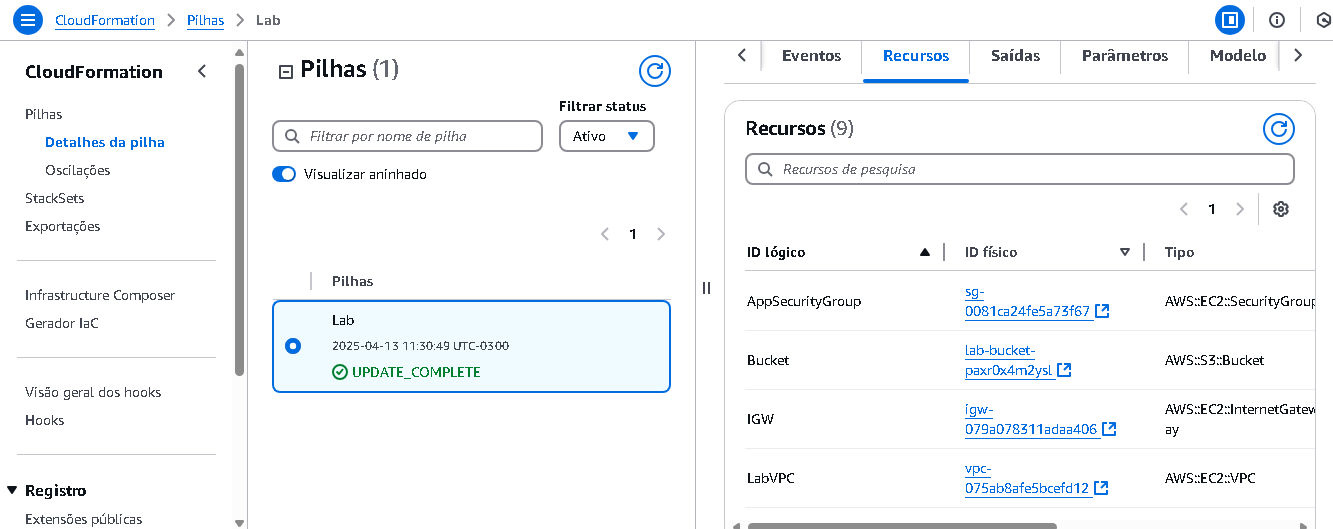 CloudFormation > Pilhas > Lab
CloudFormation
Pilhas
Detalhes da pilha
Oscilações
StackSets
Exportações
Infrastructure Composer
Gerador IaC
Visão geral dos hooks
Hooks
Registro
Extensões públicas
Pilhas (1)
Filtrar status
Filtrar por nome de pilha
Ativo
Visualizar aninhado
1
Pilhas
Lab
2025-04-13 11:30:49 UTC-0300
UPDATE_COMPLETE
Eventos Recursos Saídas Parâmetros Modelo
Recursos (9)
Recursos de pesquisa
1
ID lógico ID físico Tipo
AppSecurityGroup sg- AWS::EC2::SecurityGroup
0081ca24fe5a73f67
Bucket lab-bucket- AWS::S3::Bucket
paxr0x4m2ysl
IGW igw- AWS::EC2::InternetGatew
079a078311adaa406 ay
LabVPC vpc- AWS::EC2::VPC
075ab8afe5bcefd12